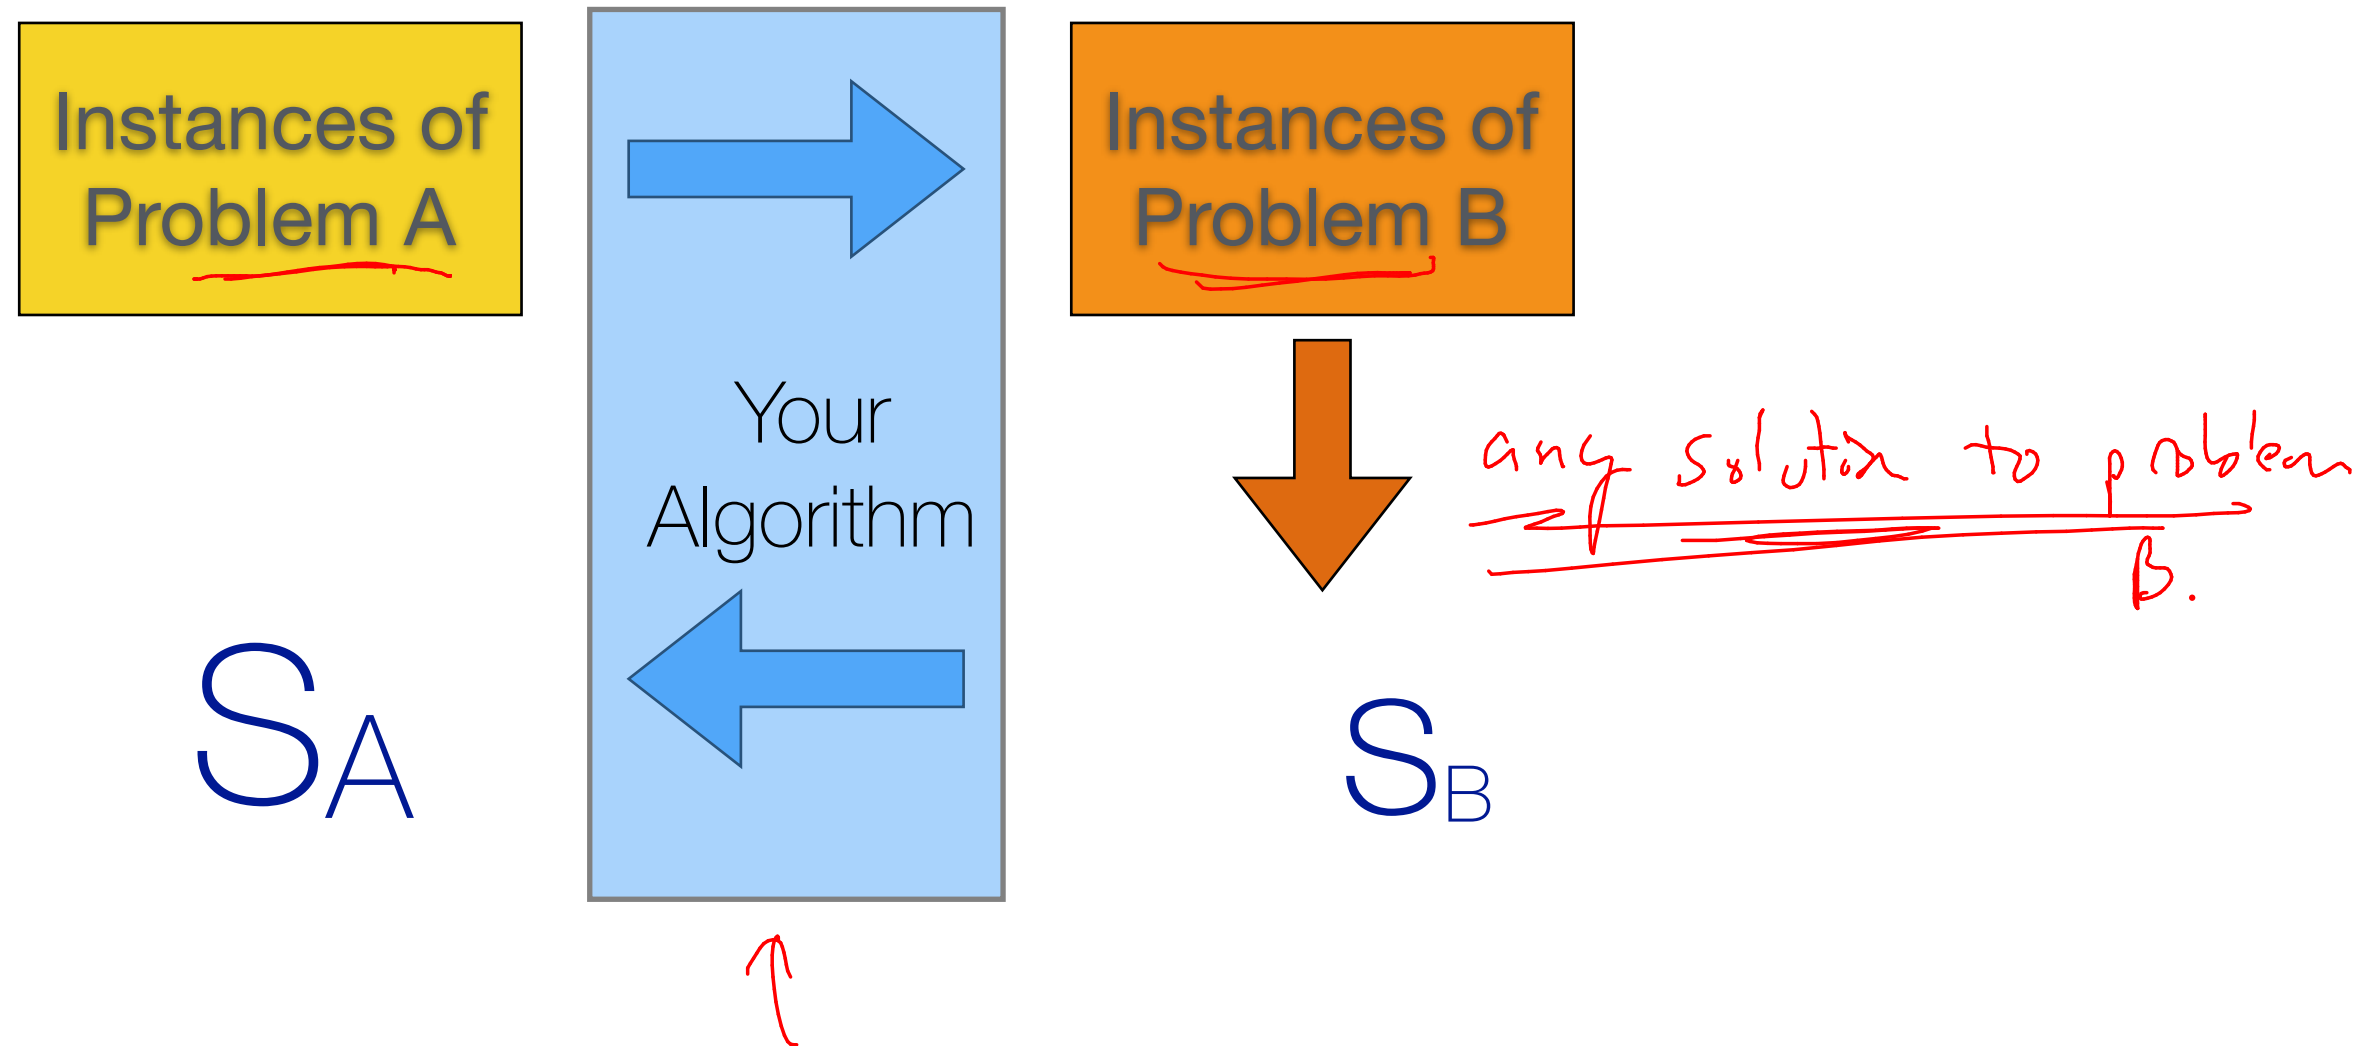 Instances of
Problem A
Your
Algorithm
Instances of
Problem B
any solution to problem
B.
SA
SB